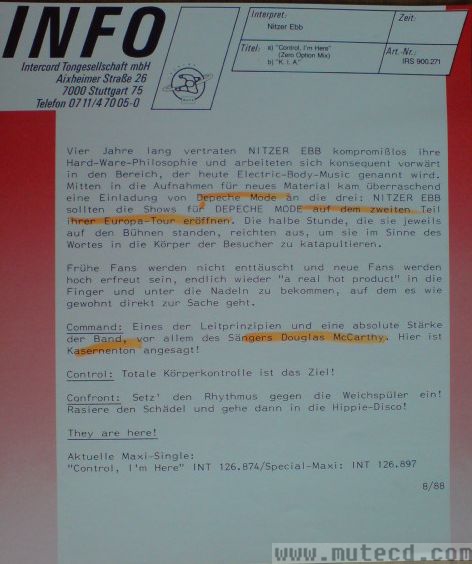 INFO
Intercord Tongesellschaft mbH
Aixheimer Straße 26
7000 Stuttgart 75
Telefon 0711/4 70 05-0
Interpret:
Nitzer Ebb
Zeit:
Titel: a) "Control, I'm Here"
(Zero Option Mix)
b) "K. i. A."
Art.-Nr.:
IRS 900.271
Vier Jahre lang vertraten NITZER EBB kompromißlos ihre
Hard-Ware-Philosophie und arbeiteten sich konsequent vorwärt
in den Bereich, der heute Electric-Body-Music genannt wird.
Mitten in die Aufnahmen für neues Material kam überraschend
eine Einladung von Depeche Mode an die drei: NITZER EBB
sollten die Shows für DEPECHE MODE auf dem zweiten Teil
ihrer Europa-Tour eröffnen. Die halbe Stunde, die sie jeweils
auf den Bühnen standen, reichten aus, um sie im Sinne des
Wortes in die Körper der Besucher zu katapultieren.
Frühe Fans werden nicht enttäuscht und neue Fans werden
hoch erfreut sein, endlich wieder "a real hot product" in die
Finger und unter die Nadeln zu bekommen, auf dem es wie
gewohnt direkt zur Sache geht.
Command: Eines der Leitprinzipien und eine absolute Stärke
der Band, vor allem des Sängers Douglas McCarthy. Hier ist
Kasernenton angesagt!
Control: Totale Körperkontrolle ist das Ziel!
Confront: Setz' den Rhythmus gegen die Weichspüler ein!
Rasiere den Schädel und gehe dann in die Hippie-Disco!
They are here!
Aktuelle Maxi-Single:
"Control, I'm Here" INT 126.874/Special-Maxi: INT 126.897
8/88
www.mutecd.com